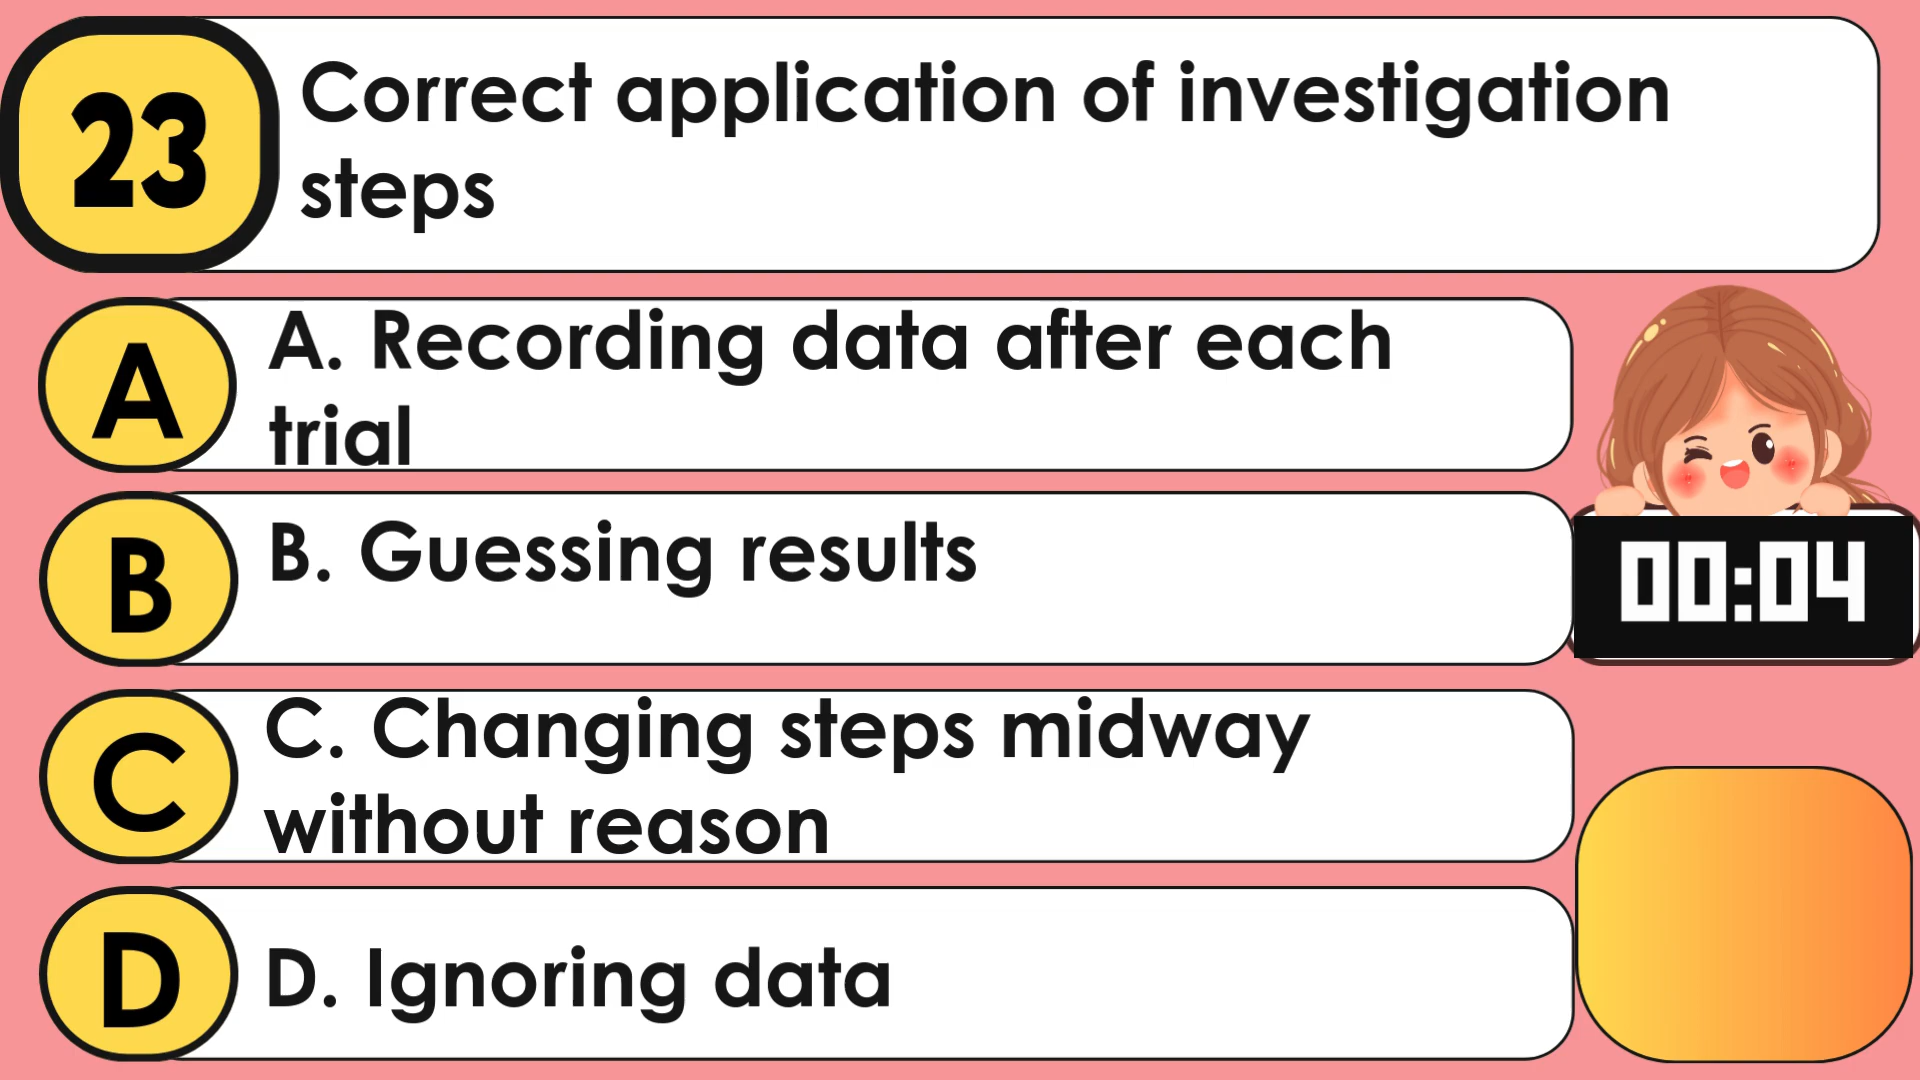 23
Correct application of investigation
steps
A
A. Recording data after each
trial
B
B. Guessing results
00:04
C
C. Changing steps midway
without reason
D
D. Ignoring data